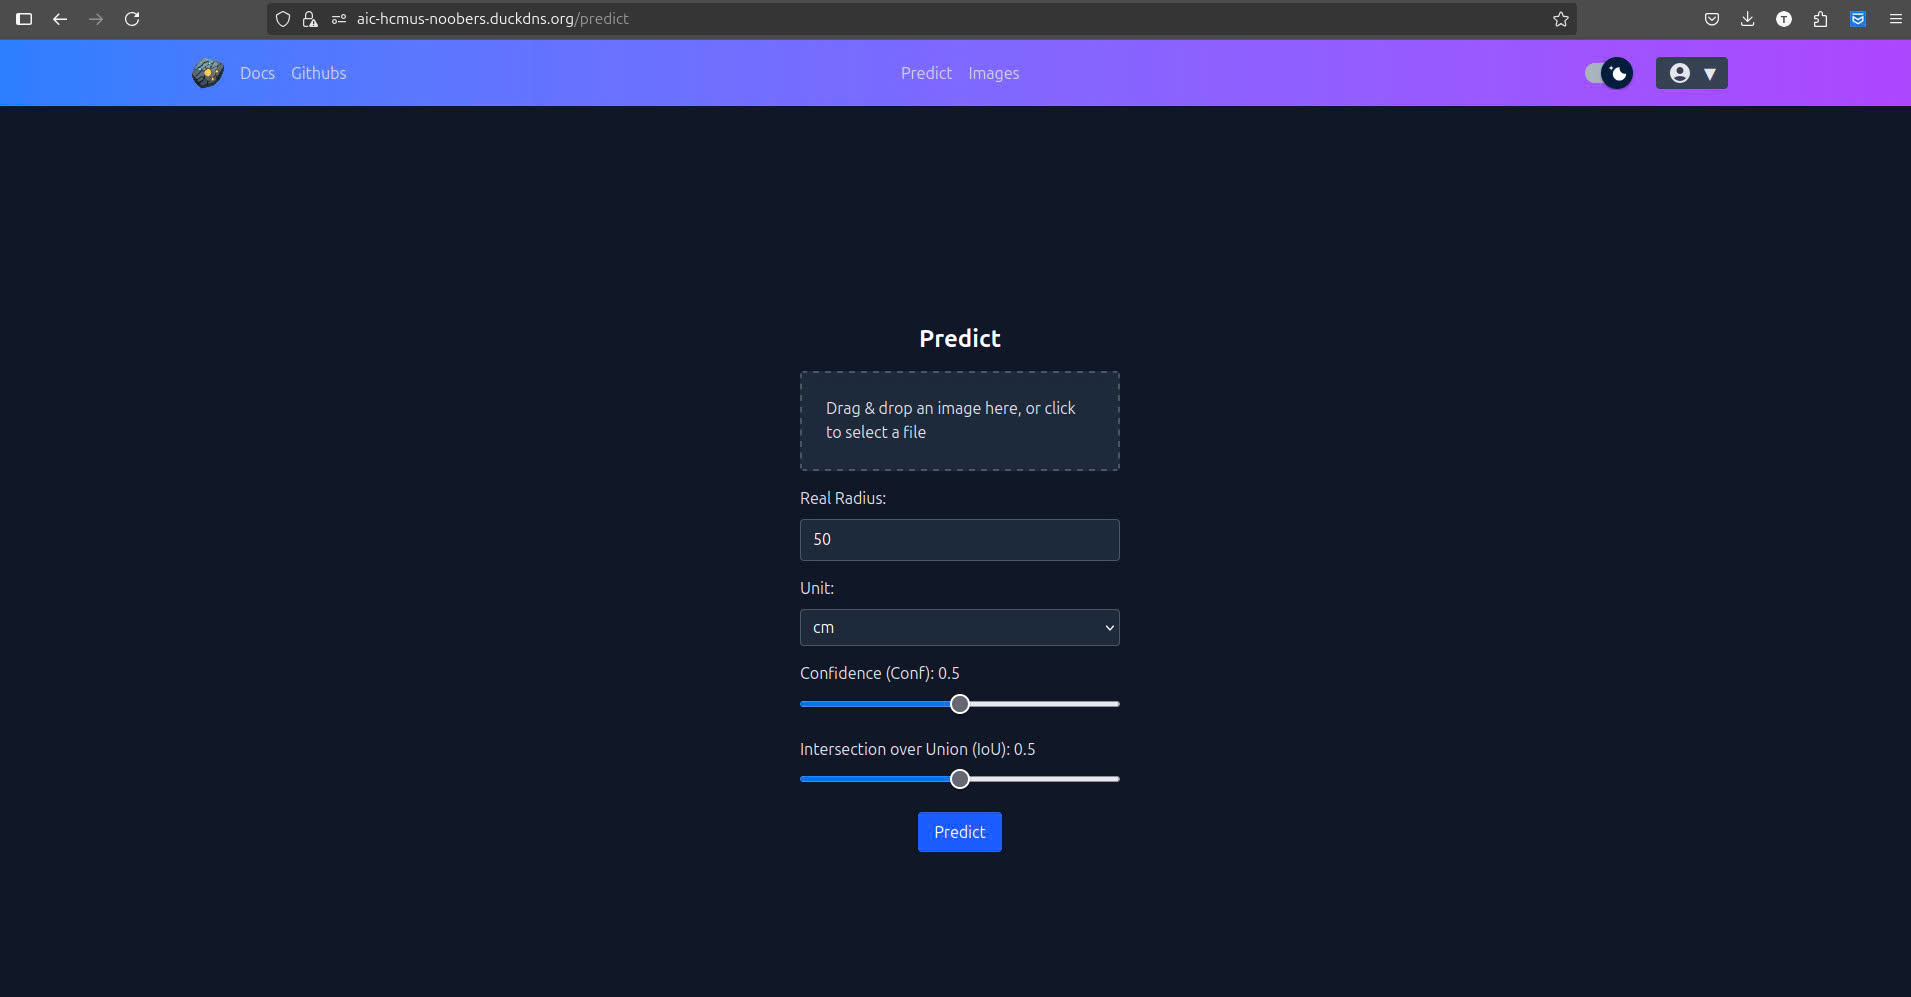 aic-hcmus-noobers.duckdns.org/predict
T
Docs Githubs Predict Images
Predict
Drag & drop an image here, or click
to select a file
Real Radius:
50
Unit:
cm
Confidence (Conf): 0.5
Intersection over Union (IoU): 0.5
Predict